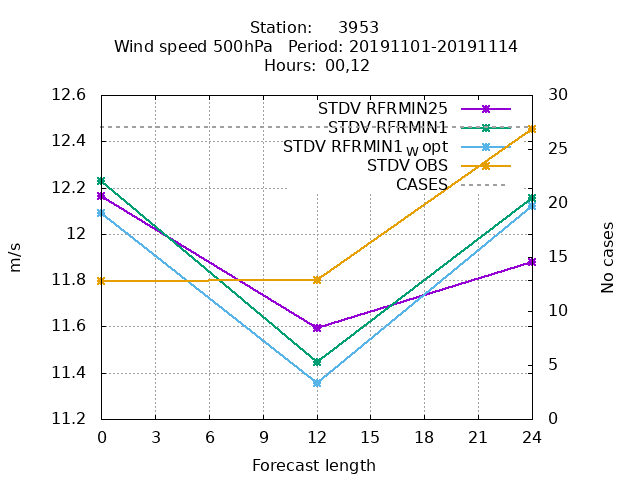 Station: 3953
Wind speed 500hPa Period: 20191101-20191114
Hours: 00,12
12.6
12.4
12.2
12
11.8
11.6
11.4
11.2
m/s
STDV RFRMIN25
STDV RFRMIN1
STDV RFRMIN1 w opt
STDV OBS
CASES
30
25
20
15
10
5
0
No cases
0 3 6 9 12 15 18 21 24
Forecast length